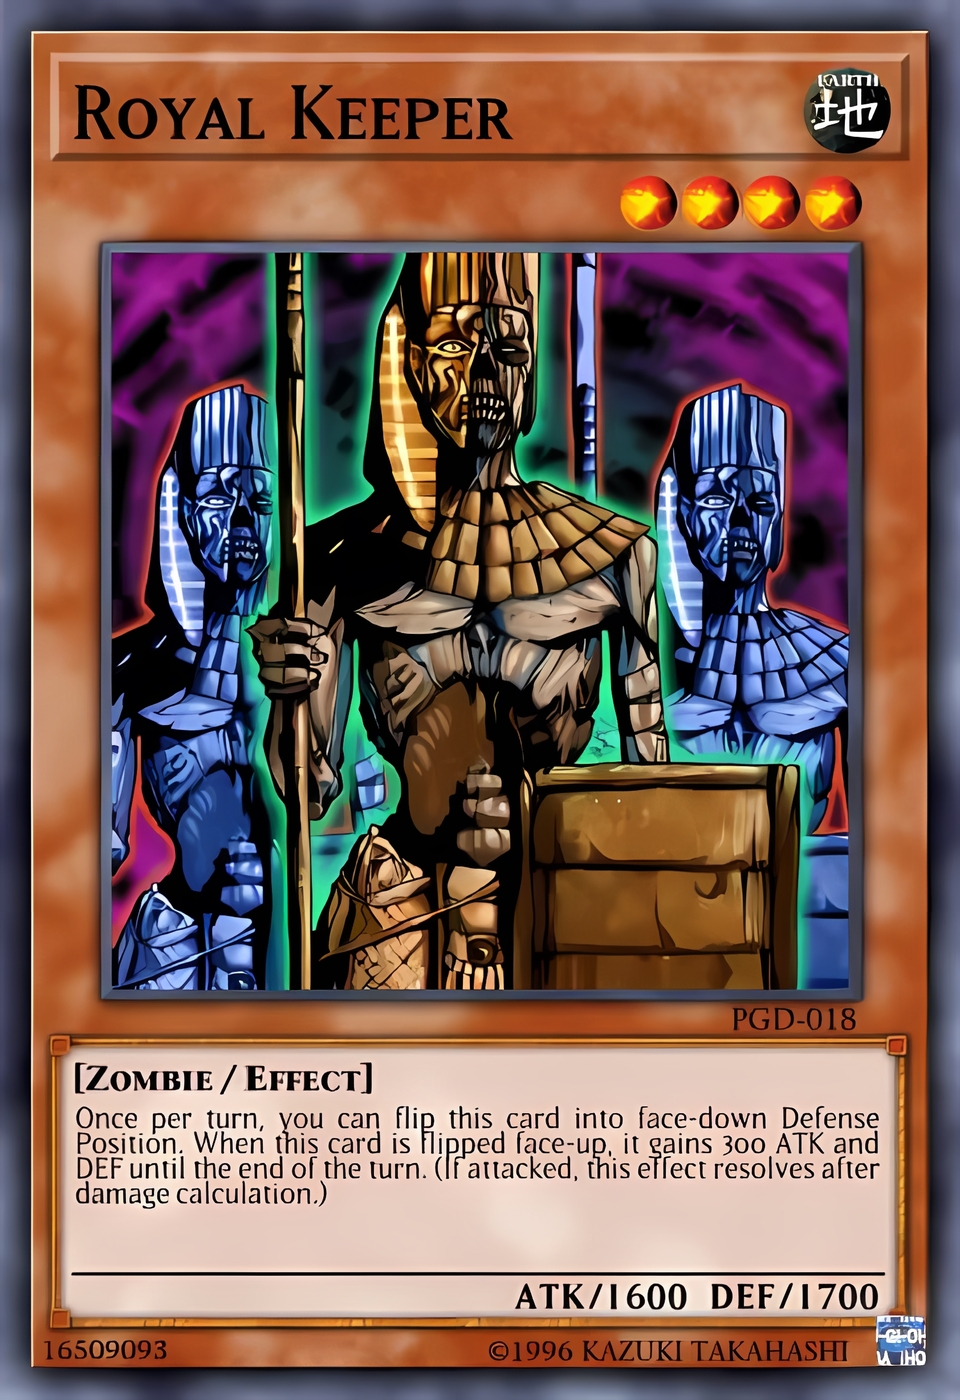 ROYAL KEEPER
EARTH
地
PGD-018
[ZOMBIE / EFFECT]
Once per turn, you can flip this card into face-down Defense
Position. When this card is flipped face-up, it gains 300 ATK and
DEF until the end of the turn. (If attacked, this effect resolves after
damage calculation.)
ATK/1600 DEF/1700
16509093
©1996 KAZUKI TAKAHASHI